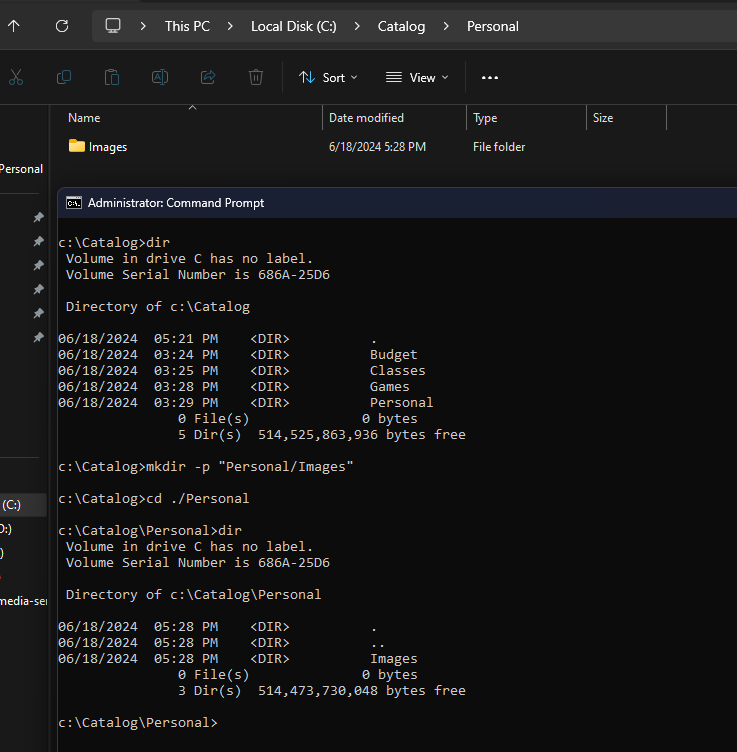 This PC > Local Disk (C:) > Catalog > Personal
Sort View
Name Date modified Type Size
Images 6/18/2024 5:28 PM File folder
Personal
Administrator: Command Prompt
c:\Catalog>dir
Volume in drive C has no label.
Volume Serial Number is 686A-25D6
Directory of c:\Catalog
06/18/2024  05:21 PM    <DIR>          .
06/18/2024  03:24 PM    <DIR>          Budget
06/18/2024  03:25 PM    <DIR>          Classes
06/18/2024  03:28 PM    <DIR>          Games
06/18/2024  03:29 PM    <DIR>          Personal
0 File(s)              0 bytes
5 Dir(s)  514,525,863,936 bytes free
c:\Catalog>mkdir -p "Personal/Images"
c:\Catalog>cd ./Personal
(C:)
c:\Catalog\Personal>dir
D:)
Volume in drive C has no label.
)
Volume Serial Number is 686A-25D6
Directory of c:\Catalog\Personal
media-se
06/18/2024  05:28 PM    <DIR>          .
06/18/2024  05:28 PM    <DIR>          ..
06/18/2024  05:28 PM    <DIR>          Images
0 File(s)              0 bytes
3 Dir(s)  514,473,730,048 bytes free
c:\Catalog\Personal>